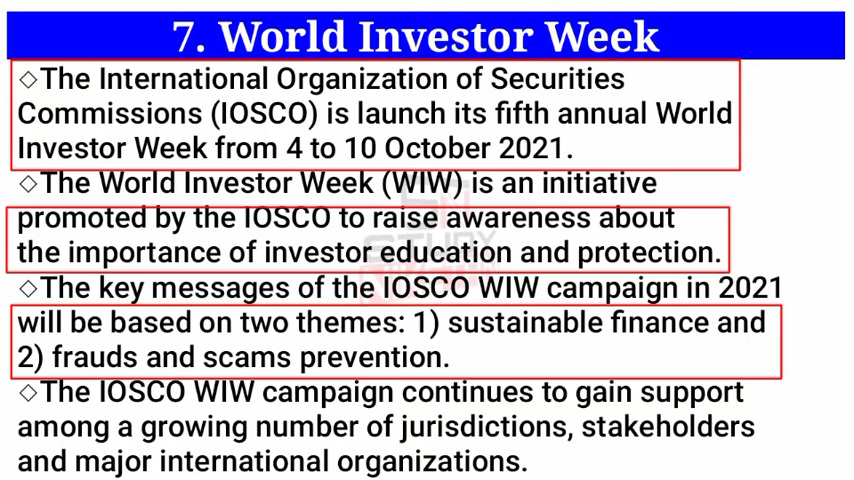 7. World Investor Week
◇The International Organization of Securities
Commissions (IOSCO) is launch its fifth annual World
Investor Week from 4 to 10 October 2021.
◇The World Investor Week (WIW) is an initiative
promoted by the IOSCO to raise awareness about
the importance of investor education and protection.
◇The key messages of the IOSCO WIW campaign in 2021
will be based on two themes: 1) sustainable finance and
2) frauds and scams prevention.
◇The IOSCO WIW campaign continues to gain support
among a growing number of jurisdictions, stakeholders
and major international organizations.